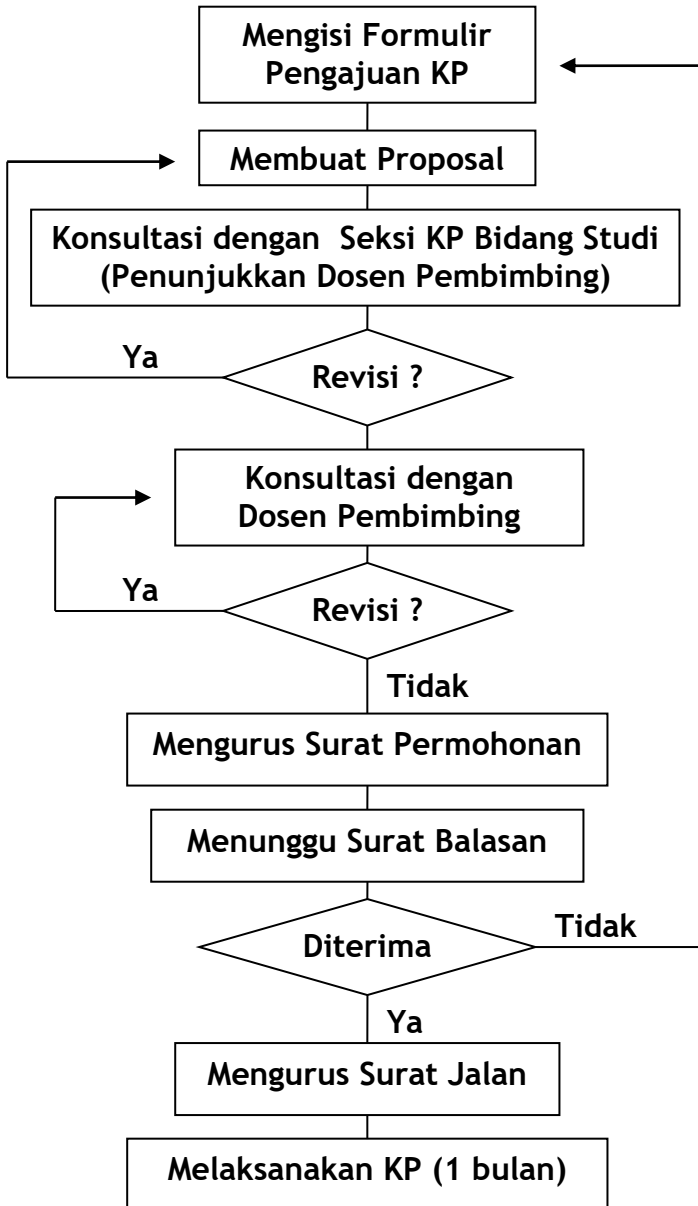 Mengisi Formulir
Pengajuan KP
Membuat Proposal
Konsultasi dengan Seksi KP Bidang Studi
(Penunjukkan Dosen Pembimbing)
Ya
Revisi ?
Konsultasi dengan
Dosen Pembimbing
Ya
Revisi ?
Tidak
Mengurus Surat Permohonan
Menunggu Surat Balasan
Diterima
Tidak
Ya
Mengurus Surat Jalan
Melaksanakan KP (1 bulan)